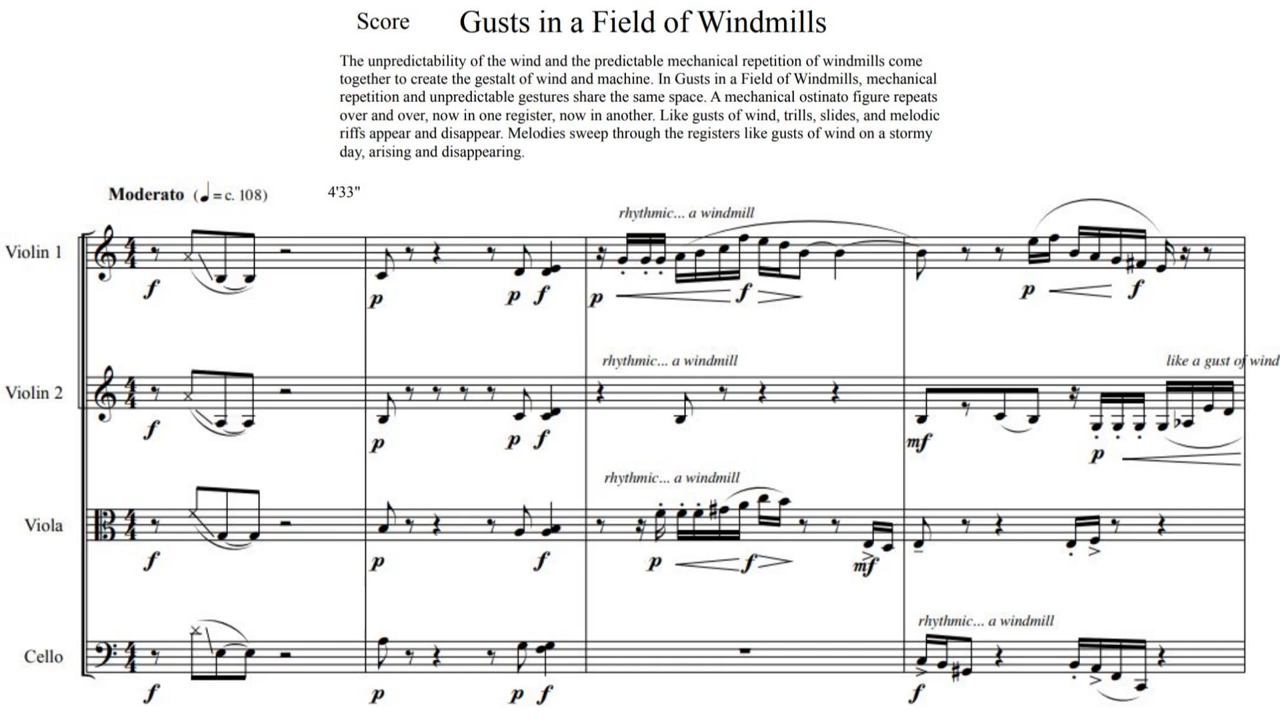 Score Gusts in a Field of Windmills
The unpredictability of the wind and the predictable mechanical repetition of windmills come
together to create the gestalt of wind and machine. In Gusts in a Field of Windmills, mechanical
repetition and unpredictable gestures share the same space. A mechanical ostinato figure repeats
over and over, now in one register, now in another. Like gusts of wind, trills, slides, and melodic
riffs appear and disappear. Melodies sweep through the registers like gusts of wind on a stormy
day, arising and disappearing.
Moderato (♩=c. 108) 4'33"
rhythmic... a windmill
Violin 1
f p p f p f p f
rhythmic... a windmill like a gust of wind
Violin 2
f p p f mf p
rhythmic... a windmill
Viola
f p f p f mf
rhythmic... a windmill
Cello
f p p f f